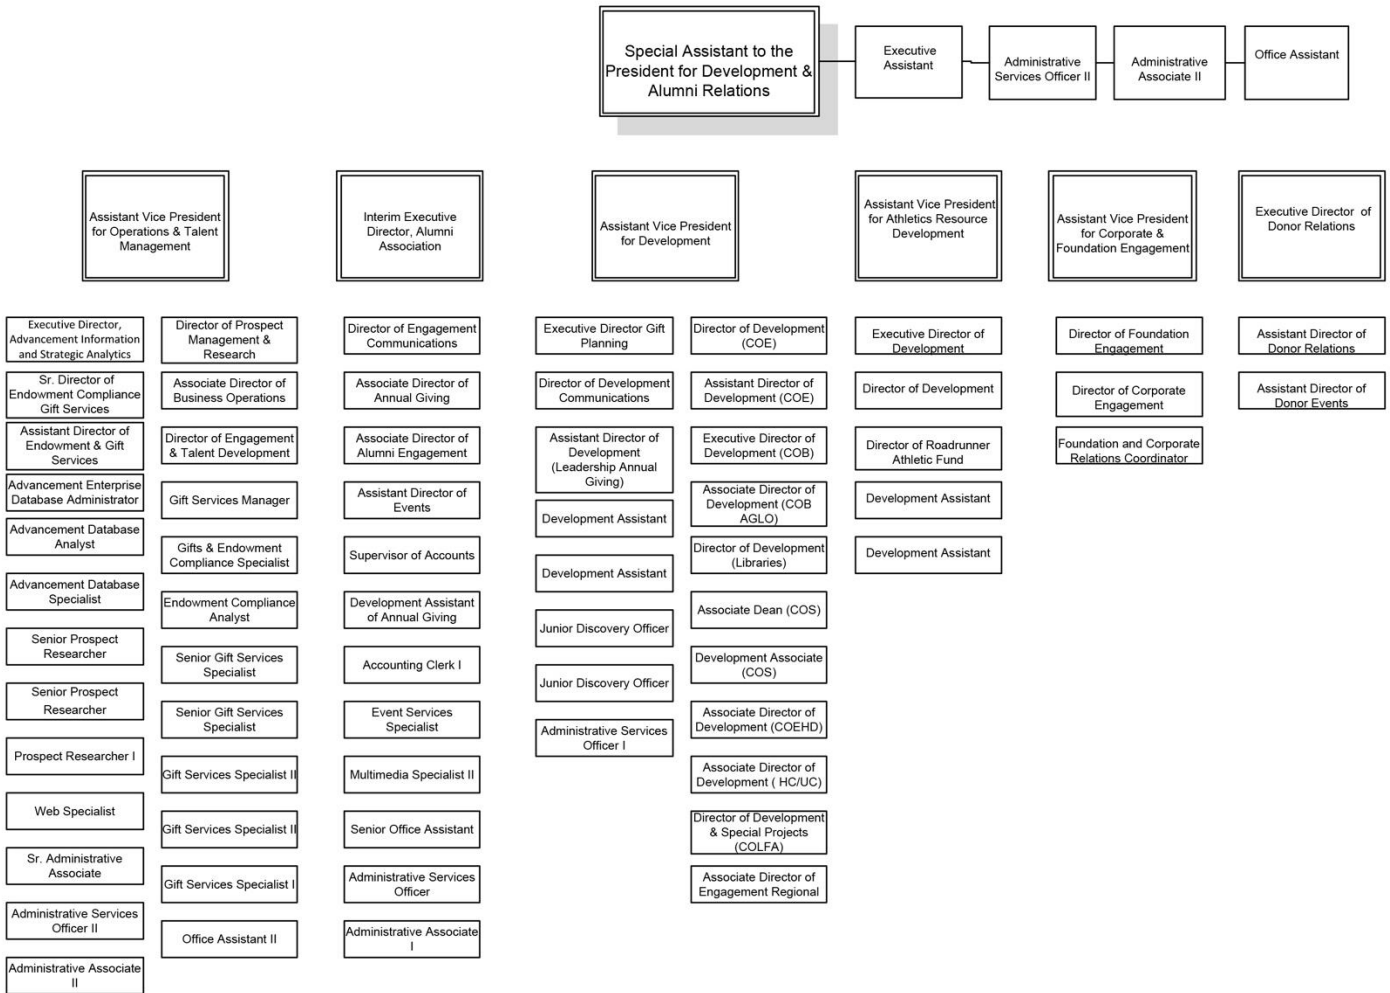 Special Assistant to the
President for Development &
Alumni Relations
Executive
Assistant
Administrative
Services Officer II
Administrative
Associate II
Office Assistant
Assistant Vice President
for Operations & Talent
Management
Interim Executive
Director, Alumni
Association
Assistant Vice President
for Development
Assistant Vice President
for Athletics Resource
Development
Assistant Vice President
for Corporate &
Foundation Engagement
Executive Director of
Donor Relations
Executive Director,
Advancement Information
and Strategic Analytics
Sr. Director of
Endowment Compliance
Gift Services
Assistant Director of
Endowment & Gift
Services
Advancement Enterprise
Database Administrator
Advancement Database
Analyst
Advancement Database
Specialist
Senior Prospect
Researcher
Senior Prospect
Researcher
Prospect Researcher I
Web Specialist
Sr. Administrative
Associate
Administrative Services
Officer II
Administrative Associate
II
Director of Prospect
Management &
Research
Associate Director of
Business Operations
Director of Engagement
& Talent Development
Gift Services Manager
Gifts & Endowment
Compliance Specialist
Endowment Compliance
Analyst
Senior Gift Services
Specialist
Senior Gift Services
Specialist
Gift Services Specialist II
Gift Services Specialist II
Gift Services Specialist I
Office Assistant II
Director of Engagement
Communications
Associate Director of
Annual Giving
Associate Director of
Alumni Engagement
Assistant Director of
Events
Supervisor of Accounts
Development Assistant
of Annual Giving
Accounting Clerk I
Event Services
Specialist
Multimedia Specialist II
Senior Office Assistant
Administrative Services
Officer
Administrative Associate
I
Executive Director Gift
Planning
Director of Development
Communications
Assistant Director of
Development
(Leadership Annual
Giving)
Development Assistant
Development Assistant
Junior Discovery Officer
Junior Discovery Officer
Administrative Services
Officer I
Director of Development
(COE)
Assistant Director of
Development (COE)
Executive Director of
Development (COB)
Associate Director of
Development (COB
AGLO)
Director of Development
(Libraries)
Associate Dean (COS)
Development Associate
(COS)
Associate Director of
Development (COEHD)
Associate Director of
Development ( HC/UC)
Director of Development
& Special Projects
(COLFA)
Associate Director of
Engagement Regional
Executive Director of
Development
Director of Development
Director of Roadrunner
Athletic Fund
Development Assistant
Development Assistant
Director of Foundation
Engagement
Director of Corporate
Engagement
Foundation and Corporate
Relations Coordinator
Assistant Director of
Donor Relations
Assistant Director of
Donor Events